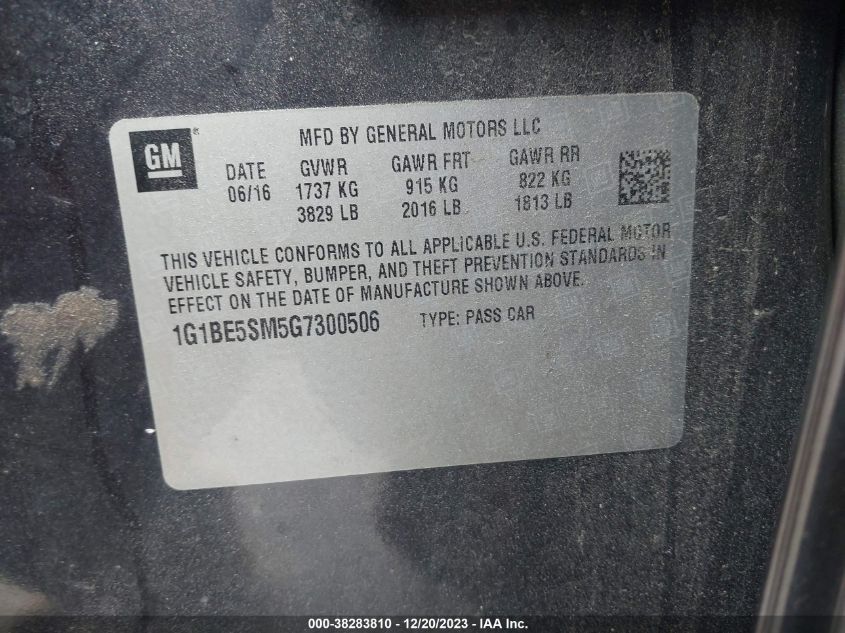 GM®
MFD BY GENERAL MOTORS LLC
DATE GVWR GAWR FRT GAWR RR
06/16 1737 KG 915 KG 822 KG
3829 LB 2016 LB 1813 LB
THIS VEHICLE CONFORMS TO ALL APPLICABLE U.S. FEDERAL MOTOR
VEHICLE SAFETY, BUMPER, AND THEFT PREVENTION STANDARDS IN
EFFECT ON THE DATE OF MANUFACTURE SHOWN ABOVE.
1G1BE5SM5G7300506 TYPE: PASS CAR
000-38283810 - 12/20/2023 - IAA Inc.